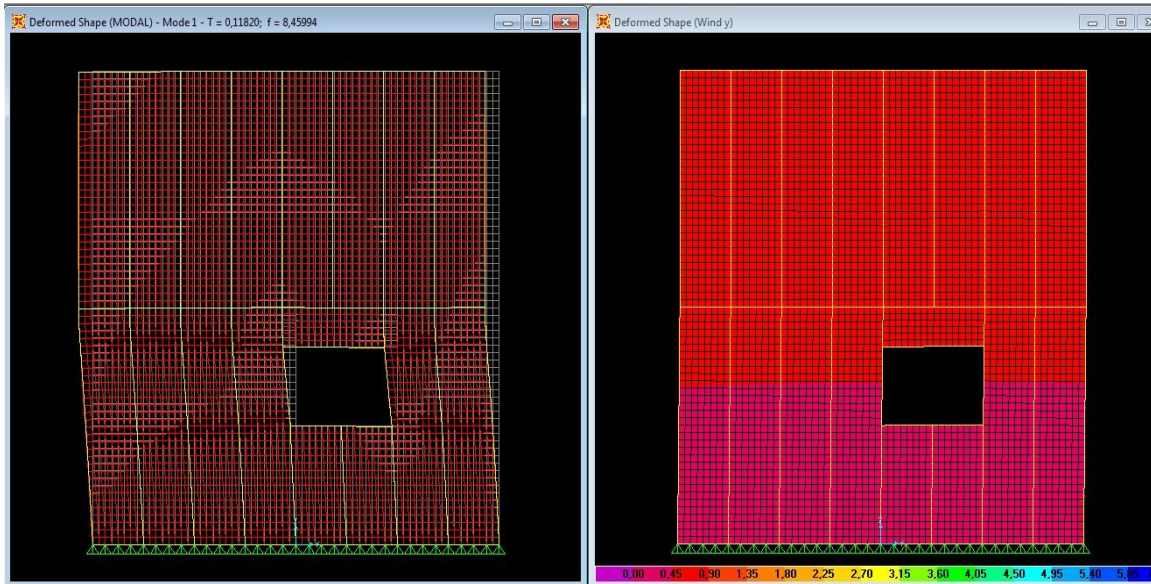 Deformed Shape (MODAL) - Mode 1 - T = 0,11820; f = 8,45994
Deformed Shape (Wind y)
0,00 0,45 0,90 1,35 1,80 2,25 2,70 3,15 3,60 4,05 4,50 4,95 5,40